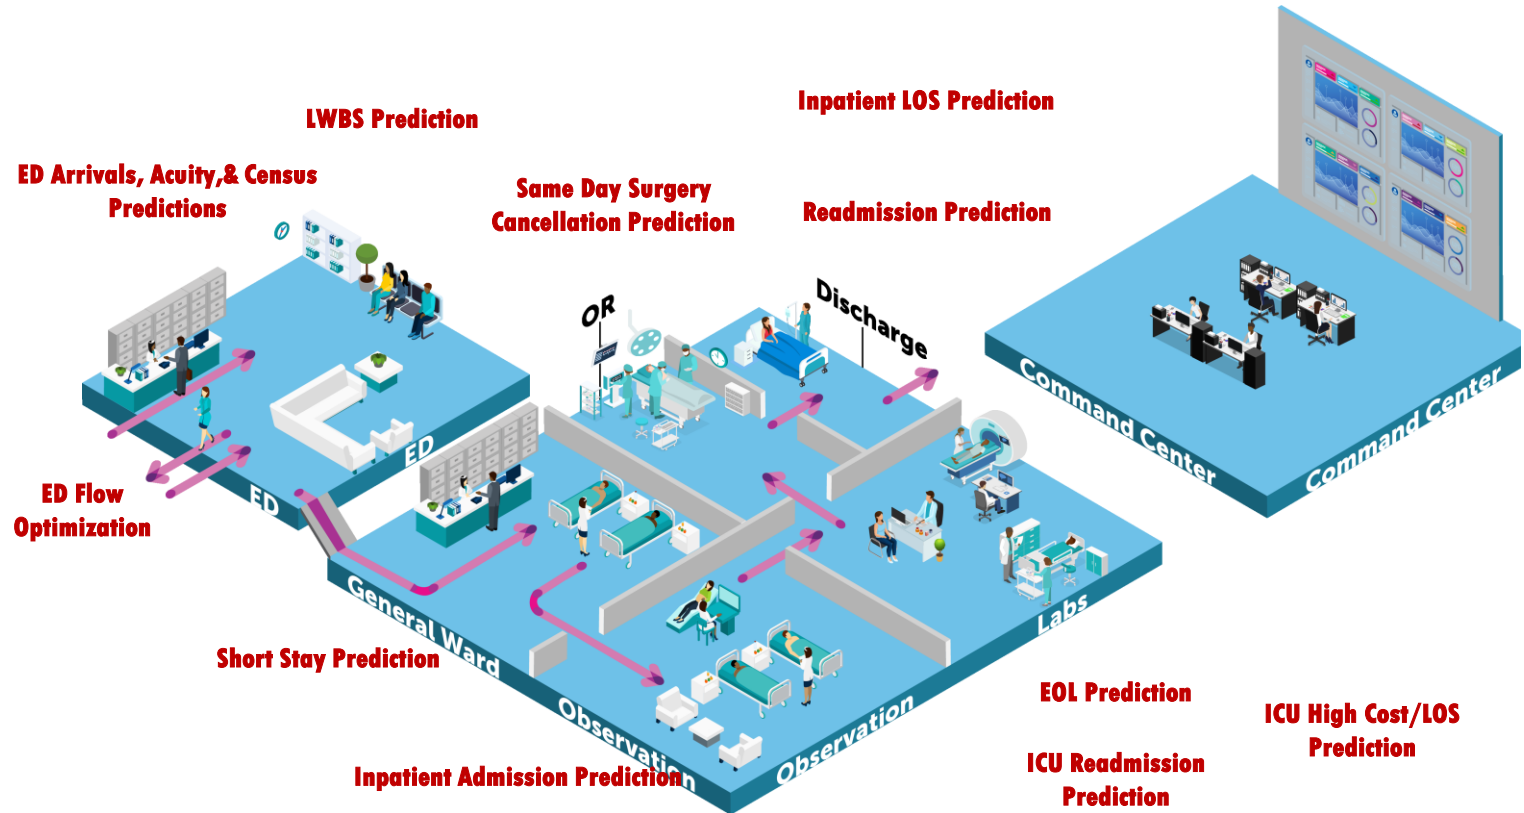 LWBS Prediction
Inpatient LOS Prediction
ED Arrivals, Acuity,& Census
Predictions
Same Day Surgery
Cancellation Prediction
Readmission Prediction
OR
Discharge
Command Center
Command Center
ED
ED
ED Flow
Optimization
General Ward
Labs
Short Stay Prediction
Observation
Observation
Inpatient Admission Prediction
EOL Prediction
ICU High Cost/LOS
Prediction
ICU Readmission
Prediction